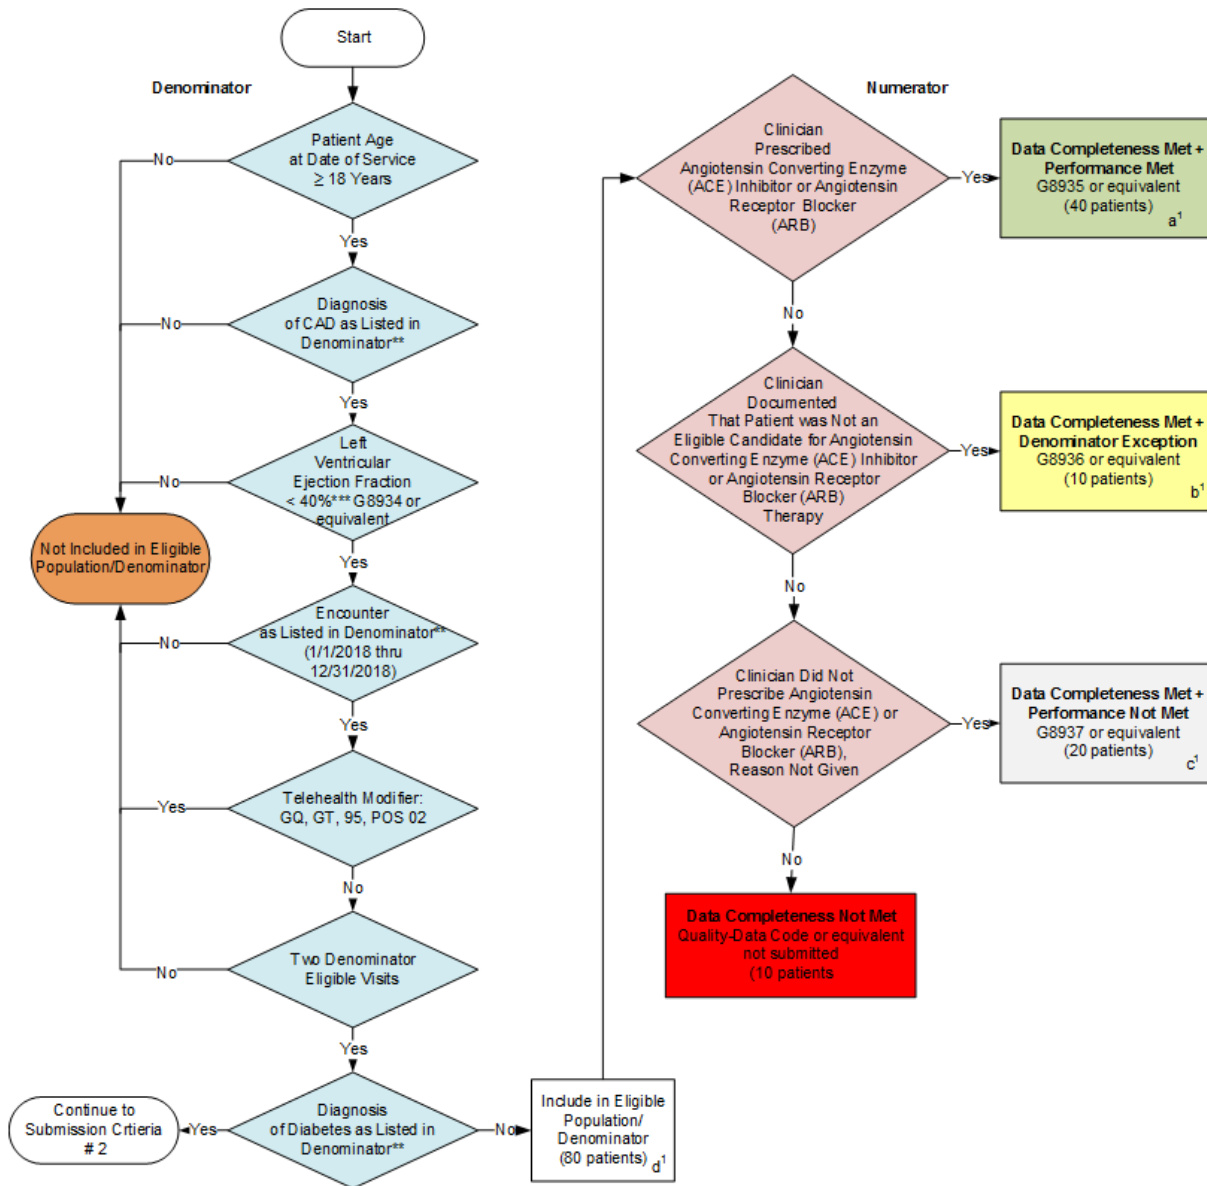 Start
Denominator
Patient Age
at Date of Service
≥ 18 Years
No
Yes
Diagnosis
of CAD as Listed in
Denominator**
No
Yes
Left
Ventricular
Ejection Fraction
< 40%*** G8934 or
equivalent
No
Yes
Not Included in Eligible
Population/Denominator
Encounter
as Listed in Denominator**
(1/1/2018 thru
12/31/2018)
No
Yes
Telehealth Modifier:
GQ, GT, 95, POS 02
Yes
No
Two Denominator
Eligible Visits
No
Yes
Diagnosis
of Diabetes as Listed in
Denominator**
Yes
Continue to
Submission Crtieria
# 2
No
Include in Eligible
Population/
Denominator
(80 patients) d¹
Numerator
Clinician
Prescribed
Angiotensin Converting Enzyme
(ACE) Inhibitor or Angiotensin
Receptor Blocker
(ARB)
Yes
Data Completeness Met +
Performance Met
G8935 or equivalent
(40 patients)
a¹
No
Clinician
Documented
That Patient was Not an
Eligible Candidate for Angiotensin
Converting Enzyme (ACE) Inhibitor
or Angiotensin Receptor
Blocker (ARB)
Therapy
Yes
Data Completeness Met +
Denominator Exception
G8936 or equivalent
(10 patients)
b¹
No
Clinician Did Not
Prescribe Angiotensin
Converting Enzyme (ACE) or
Angiotensin Receptor
Blocker (ARB),
Reason Not Given
Yes
Data Completeness Met +
Performance Not Met
G8937 or equivalent
(20 patients)
c¹
No
Data Completeness Not Met
Quality-Data Code or equivalent
not submitted
(10 patients